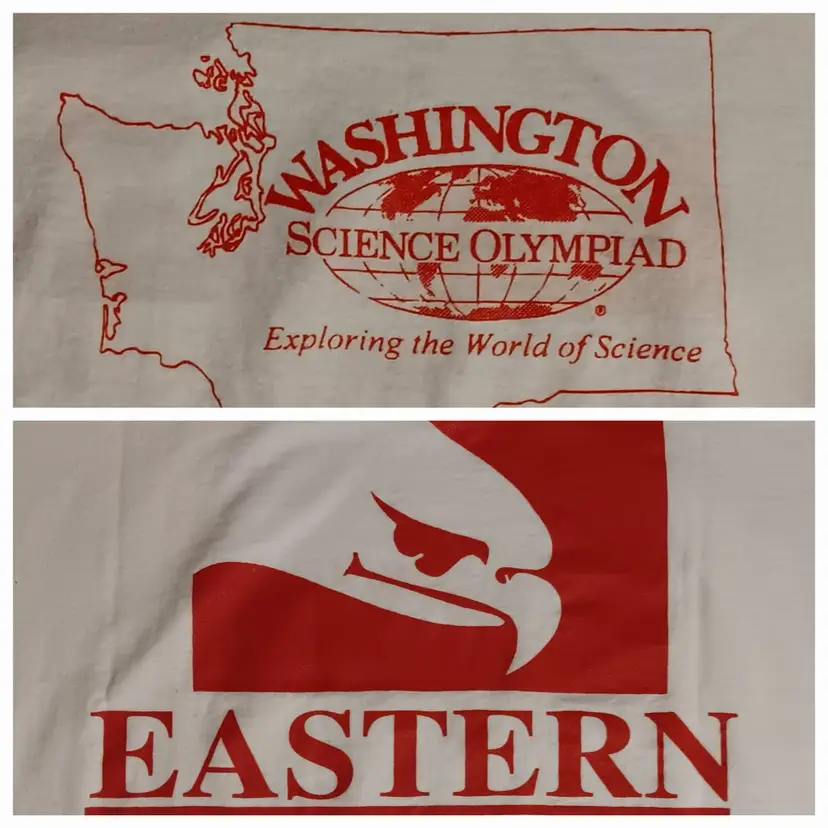 WASHINGTON
SCIENCE OLYMPIAD
®
Exploring the World of Science
EASTERN